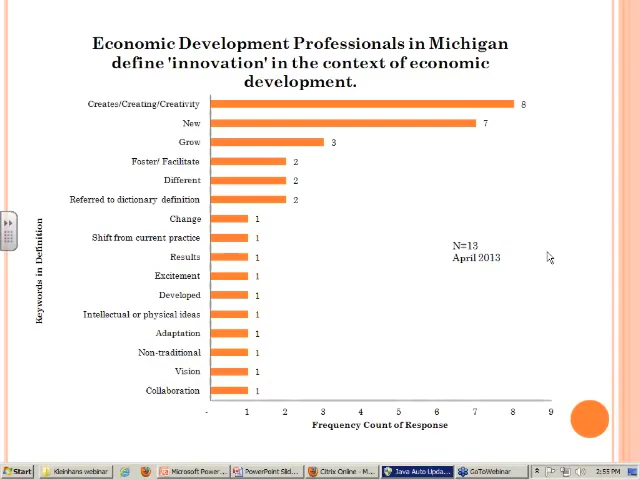 Economic Development Professionals in Michigan
define 'innovation' in the context of economic
development.
Creates/Creating/Creativity 8
New 7
Grow 3
Foster/ Facilitate 2
Different 2
Referred to dictionary definition 2
Change 1
Shift from current practice 1
Results 1
Excitement 1
Developed 1
Intellectual or physical ideas 1
Adaptation 1
Non-traditional 1
Vision 1
Collaboration 1
Keywords in Definition
N=13
April 2013
- 1 2 3 4 5 6 7 8 9
Frequency Count of Response
Start Kleinhans webinar Microsoft Power... PowerPoint Slid... Citrix Online - M... Java Auto Upda... GoToWebinar 2:55 PM